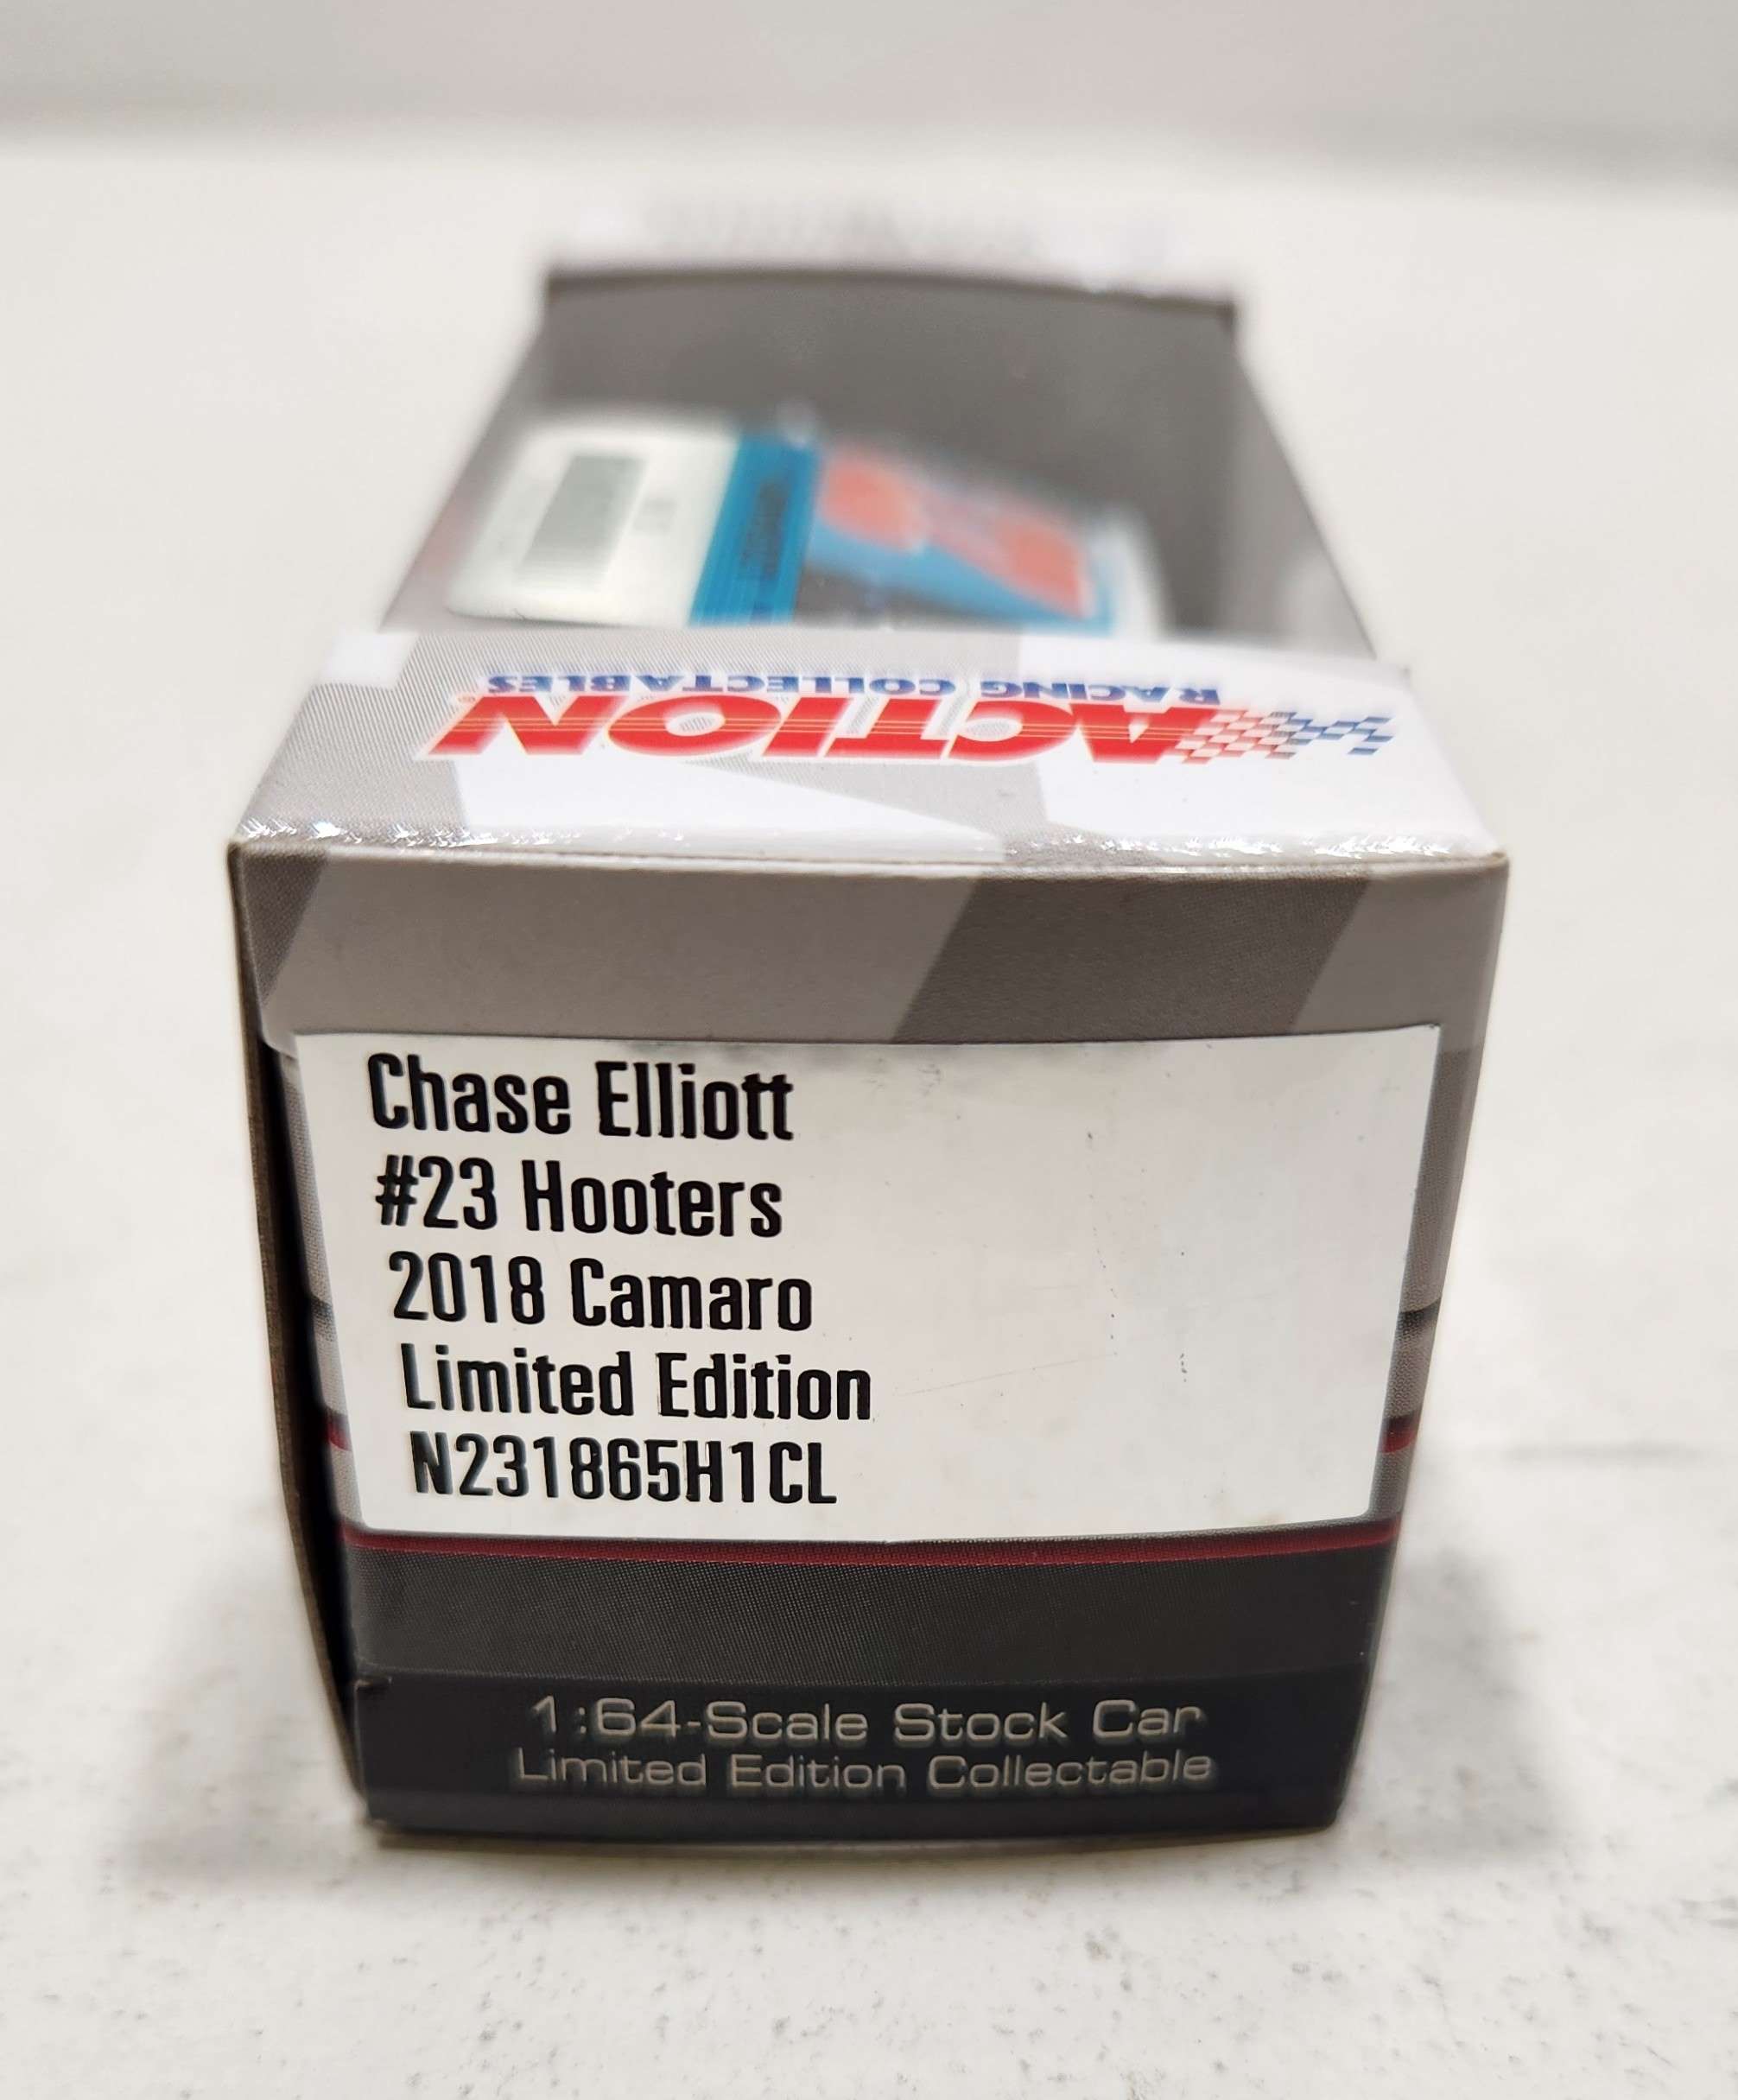 ACTION
RACING COLLECTABLES
Chase Elliott
#23 Hooters
2018 Camaro
Limited Edition
N231865H1CL
1:64-Scale Stock Car
Limited Edition Collectable